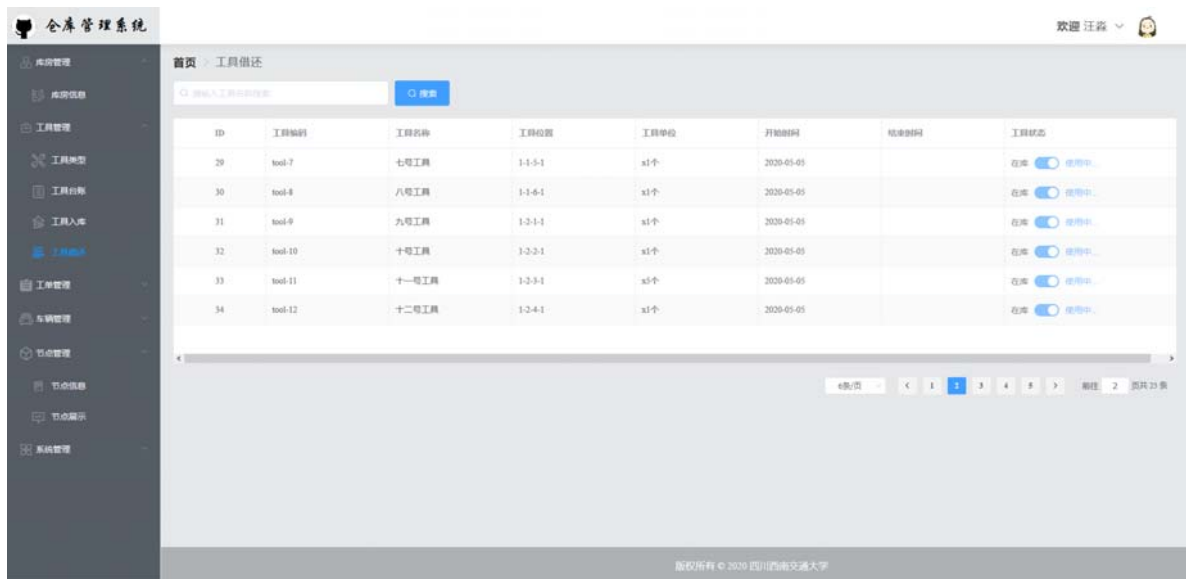 仓库管理系统
欢迎 汪淼
库房管理
库房信息
工具管理
工具类型
工具台账
工具入库
工具借还
工单管理
车辆管理
节点管理
节点信息
节点展示
系统管理
首页 > 工具借还
请输入工具名称搜索 搜索
ID 工具编码 工具名称 工具位置 工具单位 开始时间 结束时间 工具状态
29 tool-7 七号工具 1-1-5-1 x1个 2020-05-05 在库 使用中...
30 tool-8 八号工具 1-1-6-1 x1个 2020-05-05 在库 使用中...
31 tool-9 九号工具 1-2-1-1 x1个 2020-05-05 在库 使用中...
32 tool-10 十号工具 1-2-2-1 x1个 2020-05-05 在库 使用中...
33 tool-11 十一号工具 1-2-3-1 x5个 2020-05-05 在库 使用中...
34 tool-12 十二号工具 1-2-4-1 x1个 2020-05-05 在库 使用中...
6条/页 < 1 2 3 4 5 > 前往 2 页共 25 条
版权所有 © 2020 四川西南交通大学